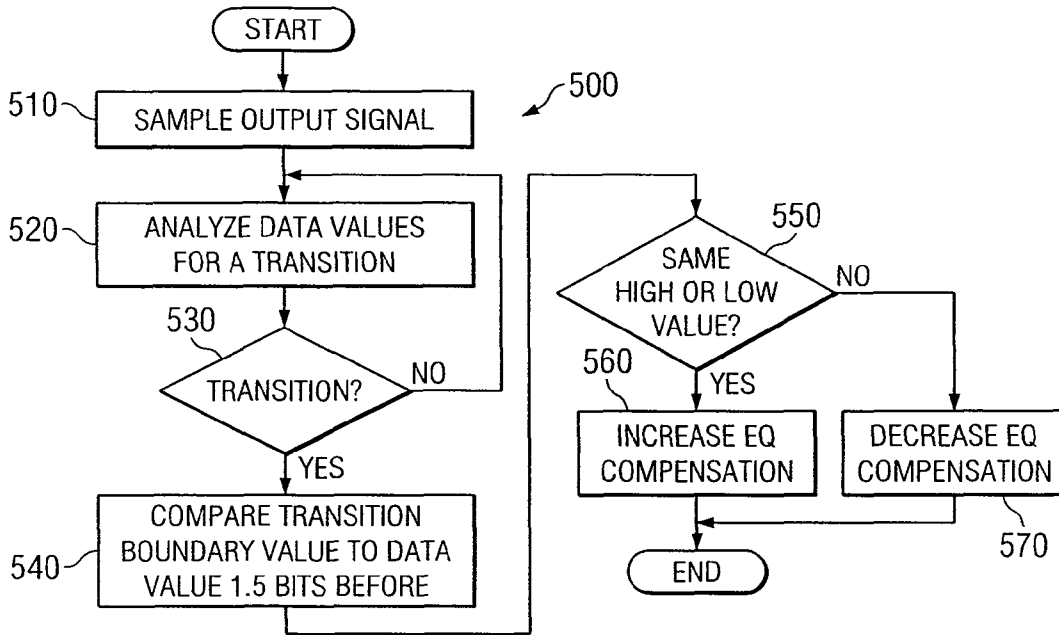 START
500
510
SAMPLE OUTPUT SIGNAL
520
ANALYZE DATA VALUES
FOR A TRANSITION
530
TRANSITION?
NO
YES
540
COMPARE TRANSITION
BOUNDARY VALUE TO DATA
VALUE 1.5 BITS BEFORE
550
SAME
HIGH OR LOW
VALUE?
NO
YES
560
INCREASE EQ
COMPENSATION
DECREASE EQ
COMPENSATION
570
END